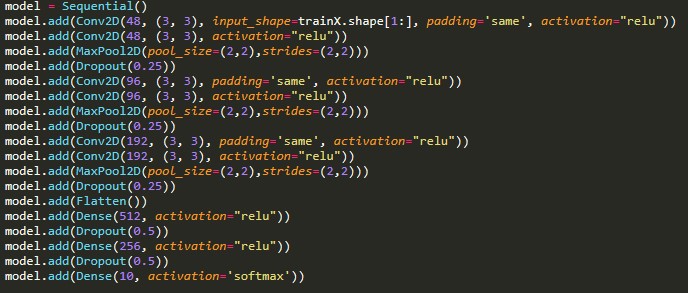 model = Sequential()
model.add(Conv2D(48, (3, 3), input_shape=trainX.shape[1:], padding='same', activation="relu"))
model.add(Conv2D(48, (3, 3), activation="relu"))
model.add(MaxPool2D(pool_size=(2,2),strides=(2,2)))
model.add(Dropout(0.25))
model.add(Conv2D(96, (3, 3), padding='same', activation="relu"))
model.add(Conv2D(96, (3, 3), activation="relu"))
model.add(MaxPool2D(pool_size=(2,2),strides=(2,2)))
model.add(Dropout(0.25))
model.add(Conv2D(192, (3, 3), padding='same', activation="relu"))
model.add(Conv2D(192, (3, 3), activation="relu"))
model.add(MaxPool2D(pool_size=(2,2),strides=(2,2)))
model.add(Dropout(0.25))
model.add(Flatten())
model.add(Dense(512, activation="relu"))
model.add(Dropout(0.5))
model.add(Dense(256, activation="relu"))
model.add(Dropout(0.5))
model.add(Dense(10, activation='softmax'))